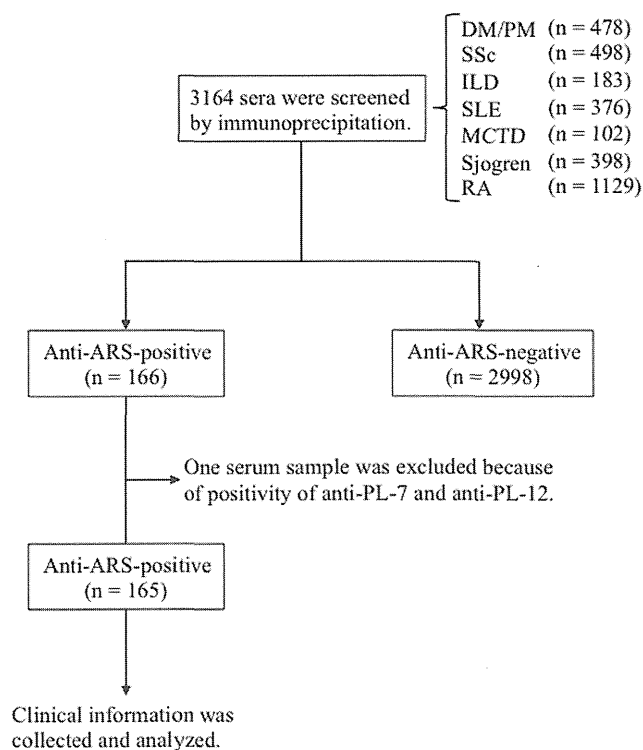 DM/PM (n = 478)
SSc (n = 498)
ILD (n = 183)
SLE (n = 376)
MCTD (n = 102)
Sjogren (n = 398)
RA (n = 1129)
3164 sera were screened
by immunoprecipitation.
Anti-ARS-positive
(n = 166)
Anti-ARS-negative
(n = 2998)
One serum sample was excluded because
of positivity of anti-PL-7 and anti-PL-12.
Anti-ARS-positive
(n = 165)
Clinical information was
collected and analyzed.